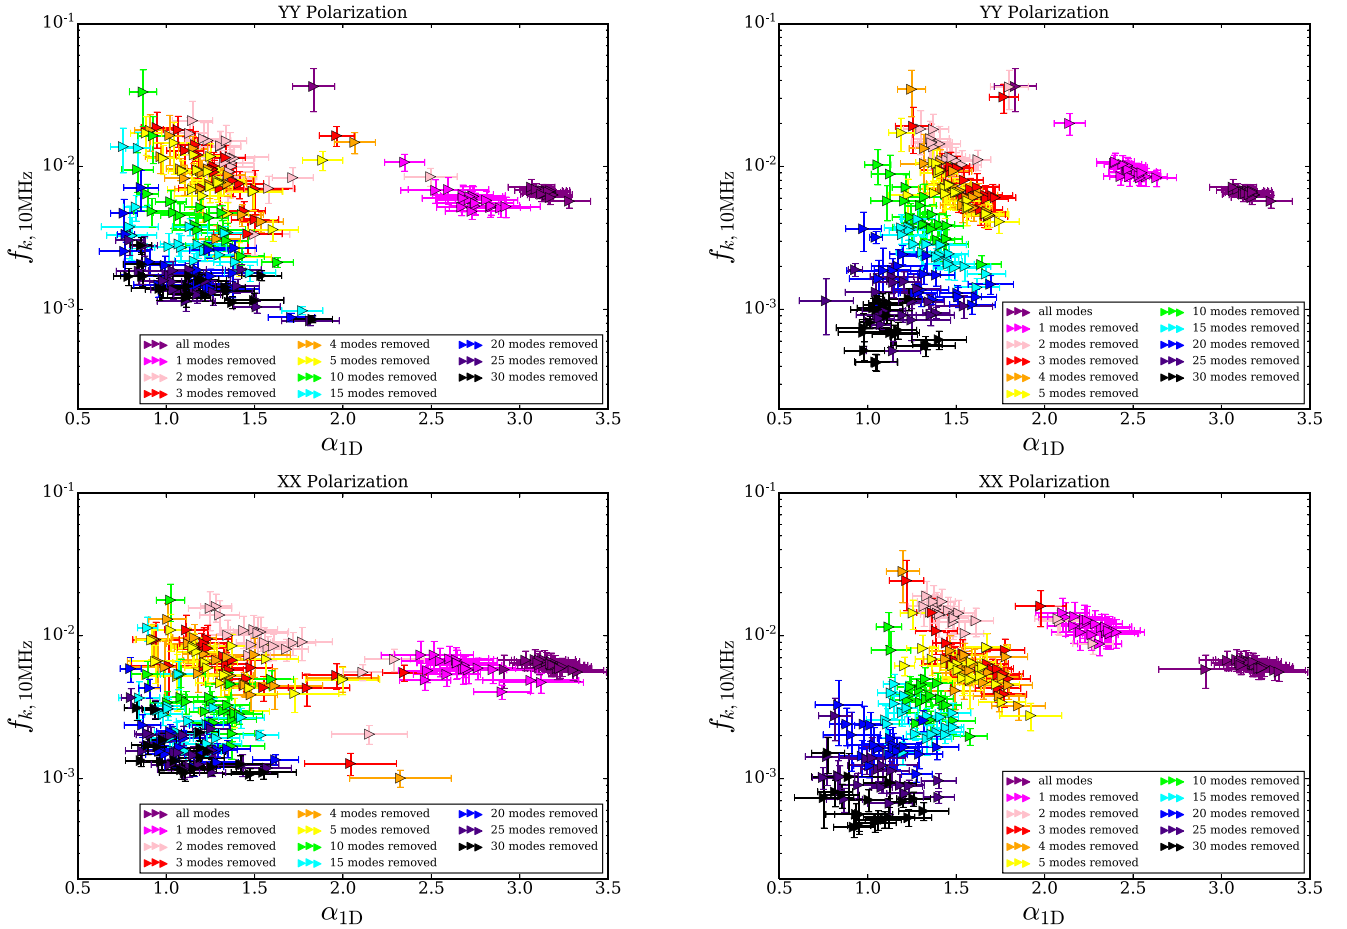 YY Polarization
10^-1
10^-2
10^-3
f_k, 10MHz
all modes
1 modes removed
2 modes removed
3 modes removed
4 modes removed
5 modes removed
10 modes removed
15 modes removed
20 modes removed
25 modes removed
30 modes removed
0.5 1.0 1.5 2.0 2.5 3.0 3.5
α_1D
YY Polarization
10^-1
10^-2
10^-3
f_k, 10MHz
all modes
1 modes removed
2 modes removed
3 modes removed
4 modes removed
5 modes removed
10 modes removed
15 modes removed
20 modes removed
25 modes removed
30 modes removed
0.5 1.0 1.5 2.0 2.5 3.0 3.5
α_1D
XX Polarization
10^-1
10^-2
10^-3
f_k, 10MHz
all modes
1 modes removed
2 modes removed
3 modes removed
4 modes removed
5 modes removed
10 modes removed
15 modes removed
20 modes removed
25 modes removed
30 modes removed
0.5 1.0 1.5 2.0 2.5 3.0 3.5
α_1D
XX Polarization
10^-1
10^-2
10^-3
f_k, 10MHz
all modes
1 modes removed
2 modes removed
3 modes removed
4 modes removed
5 modes removed
10 modes removed
15 modes removed
20 modes removed
25 modes removed
30 modes removed
0.5 1.0 1.5 2.0 2.5 3.0 3.5
α_1D